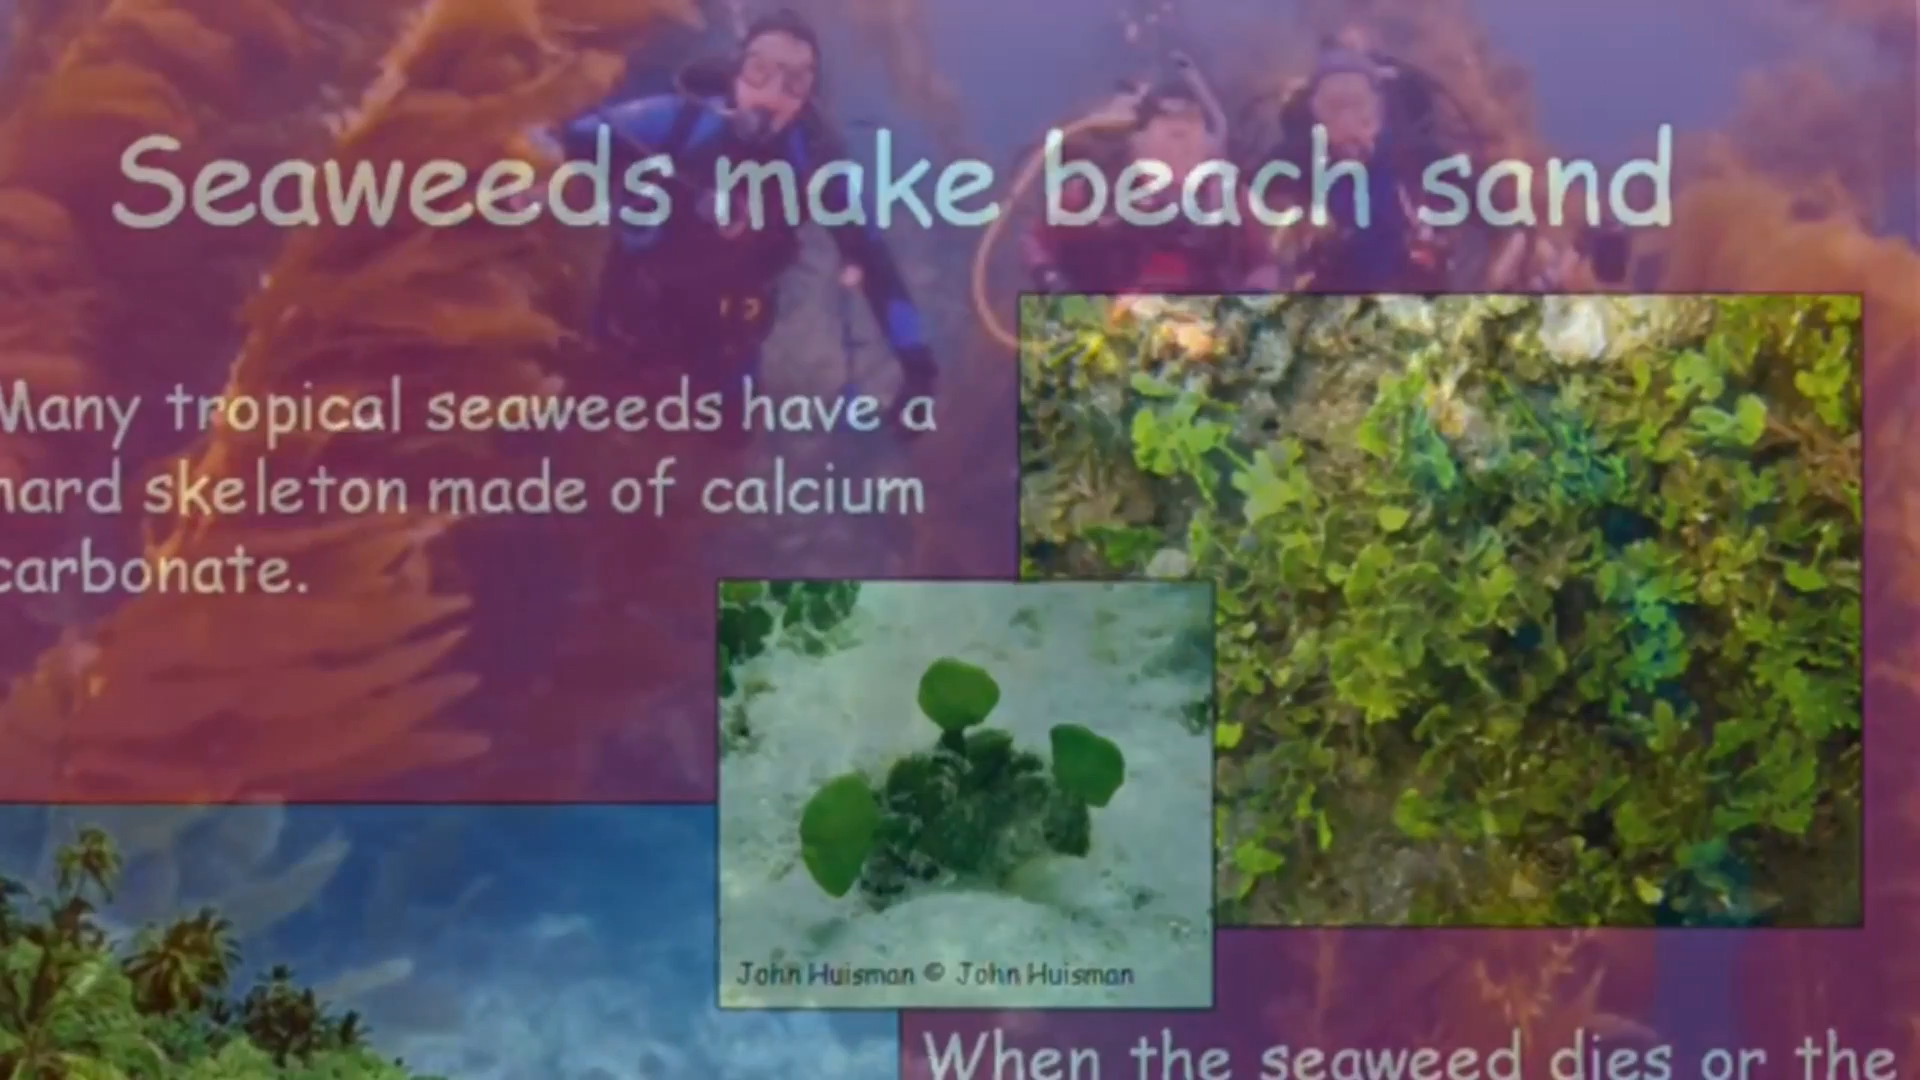 Seaweeds make beach sand
Many tropical seaweeds have a
hard skeleton made of calcium
carbonate.
John Huisman © John Huisman
When the seaweed dies or the